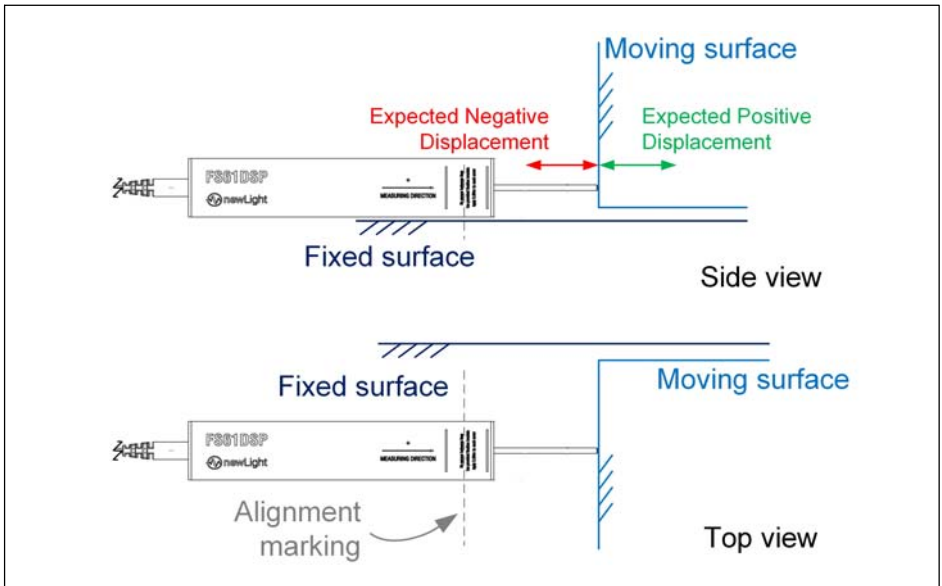 Moving surface
Expected Negative
Displacement
Expected Positive
Displacement
FS61DSP
newLight
+
MEASURING DIRECTION
Fixed surface
Side view
Fixed surface
Moving surface
FS61DSP
newLight
+
MEASURING DIRECTION
Alignment
marking
Top view